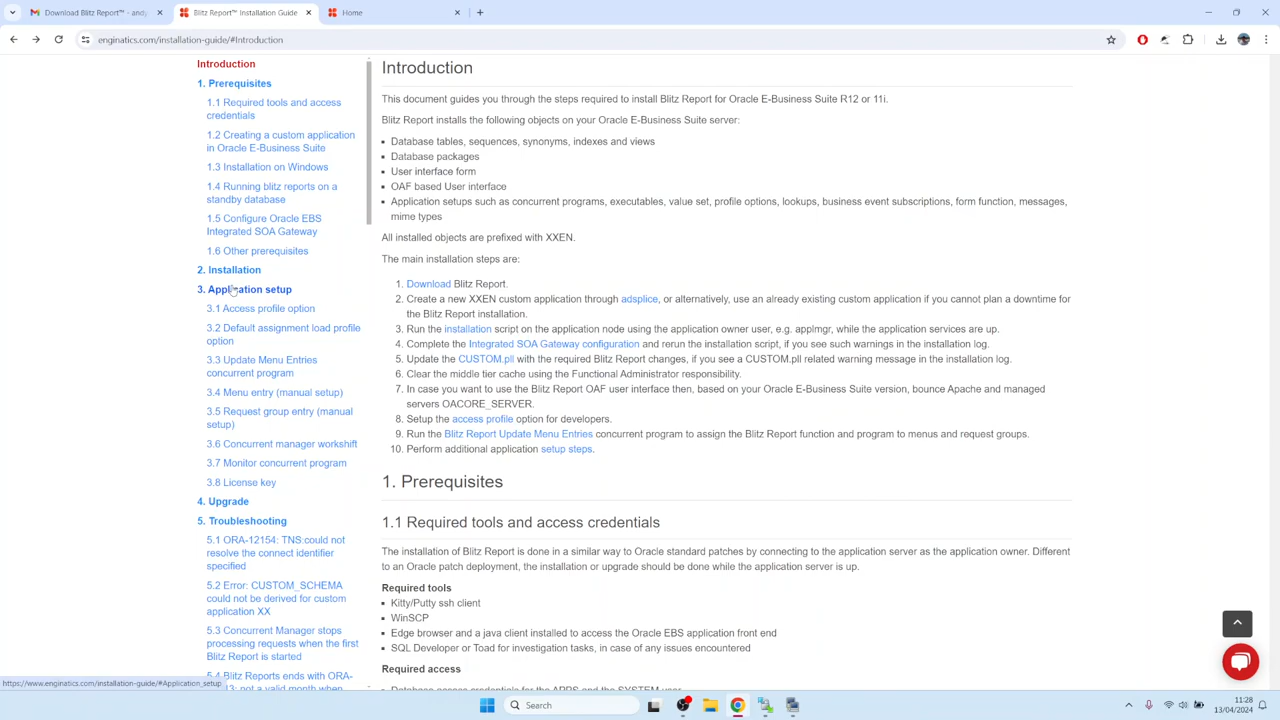 Download Blitz Report™ - andy
Blitz Report™ Installation Guide
Home
enginatics.com/installation-guide/#Introduction
Introduction
1. Prerequisites
1.1 Required tools and access
credentials
1.2 Creating a custom application
in Oracle E-Business Suite
1.3 Installation on Windows
1.4 Running blitz reports on a
standby database
1.5 Configure Oracle EBS
Integrated SOA Gateway
1.6 Other prerequisites
2. Installation
3. Application setup
3.1 Access profile option
3.2 Default assignment load profile
option
3.3 Update Menu Entries
concurrent program
3.4 Menu entry (manual setup)
3.5 Request group entry (manual
setup)
3.6 Concurrent manager workshift
3.7 Monitor concurrent program
3.8 License key
4. Upgrade
5. Troubleshooting
5.1 ORA-12154: TNS:could not
resolve the connect identifier
specified
5.2 Error: CUSTOM_SCHEMA
could not be derived for custom
application XX
5.3 Concurrent Manager stops
processing requests when the first
Blitz Report is started
5.4 Blitz Reports ends with ORA-
not a valid month when
Introduction
This document guides you through the steps required to install Blitz Report for Oracle E-Business Suite R12 or 11i.
Blitz Report installs the following objects on your Oracle E-Business Suite server:
Database tables, sequences, synonyms, indexes and views
Database packages
User interface form
OAF based User interface
Application setups such as concurrent programs, executables, value set, profile options, lookups, business event subscriptions, form function, messages,
mime types
All installed objects are prefixed with XXEN.
The main installation steps are:
1. Download Blitz Report.
2. Create a new XXEN custom application through adsplice, or alternatively, use an already existing custom application if you cannot plan a downtime for
the Blitz Report installation.
3. Run the installation script on the application node using the application owner user, e.g. applmgr, while the application services are up.
4. Complete the Integrated SOA Gateway configuration and rerun the installation script, if you see such warnings in the installation log.
5. Update the CUSTOM.pll with the required Blitz Report changes, if you see a CUSTOM.pll related warning message in the installation log.
6. Clear the middle tier cache using the Functional Administrator responsibility.
7. In case you want to use the Blitz Report OAF user interface then, based on your Oracle E-Business Suite version, bounce Apache and managed
servers OACORE_SERVER.
8. Setup the access profile option for developers.
9. Run the Blitz Report Update Menu Entries concurrent program to assign the Blitz Report function and program to menus and request groups.
10. Perform additional application setup steps.
1. Prerequisites
1.1 Required tools and access credentials
The installation of Blitz Report is done in a similar way to Oracle standard patches by connecting to the application server as the application owner. Different
to an Oracle patch deployment, the installation or upgrade should be done while the application server is up.
Required tools
Kitty/Putty ssh client
WinSCP
Edge browser and a java client installed to access the Oracle EBS application front end
SQL Developer or Toad for investigation tasks, in case of any issues encountered
Required access
Database access credentials for the APPS and the SYSTEM user
https://www.enginatics.com/installation-guide/#Application_setup
Search
11:28
13/04/2024